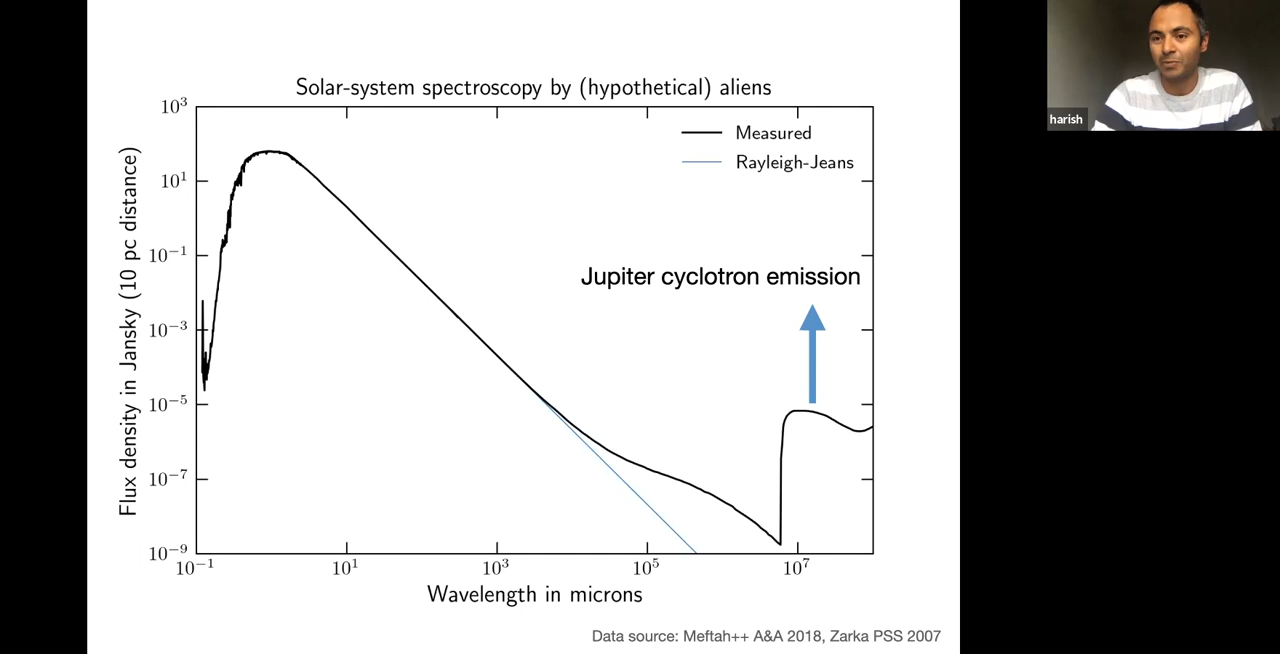 Solar-system spectroscopy by (hypothetical) aliens
Measured
Rayleigh-Jeans
Jupiter cyclotron emission
Flux density in Jansky (10 pc distance)
10³
10¹
10⁻¹
10⁻³
10⁻⁵
10⁻⁷
10⁻⁹
10⁻¹ 10¹ 10³ 10⁵ 10⁷
Wavelength in microns
Data source: Meftah++ A&A 2018, Zarka PSS 2007
harish